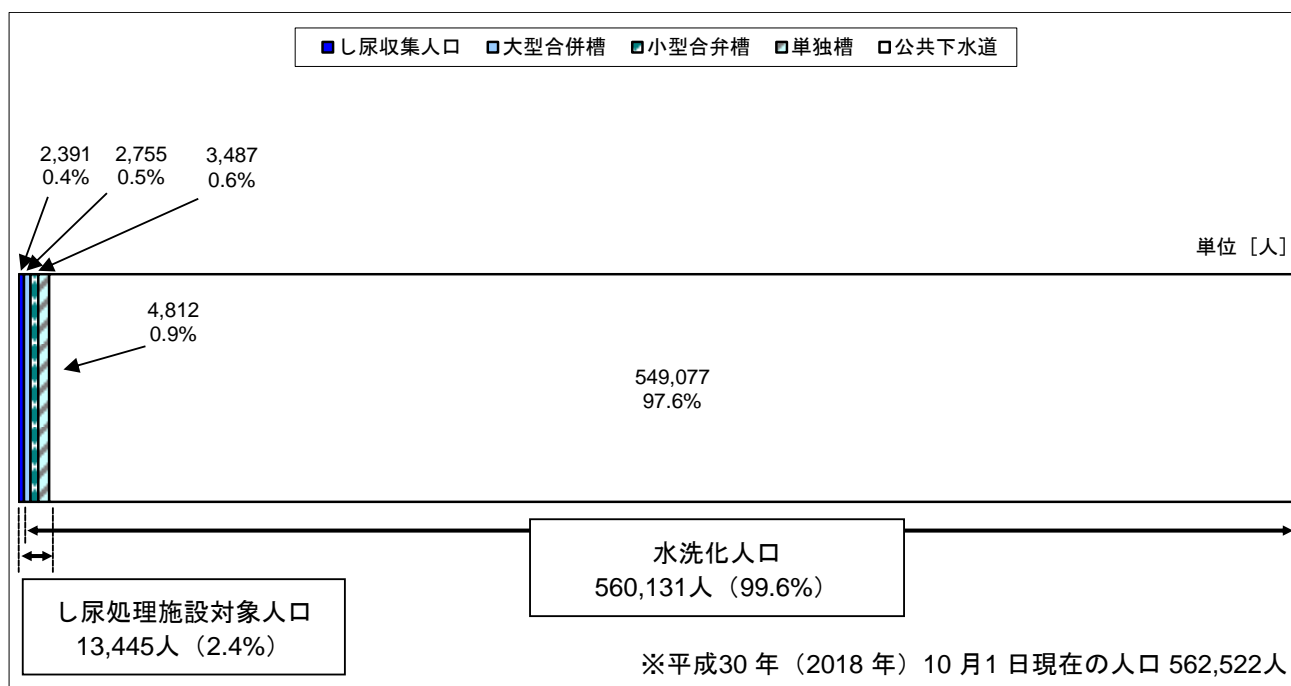 し尿収集人口 大型合併槽 小型合弁槽 単独槽 公共下水道
2,391 2,755 3,487
0.4% 0.5% 0.6%
単位［人］
4,812
0.9%
549,077
97.6%
水洗化人口
560,131人（99.6%）
し尿処理施設対象人口
13,445人（2.4%）
※平成30 年（2018 年）10 月1 日現在の人口 562,522人